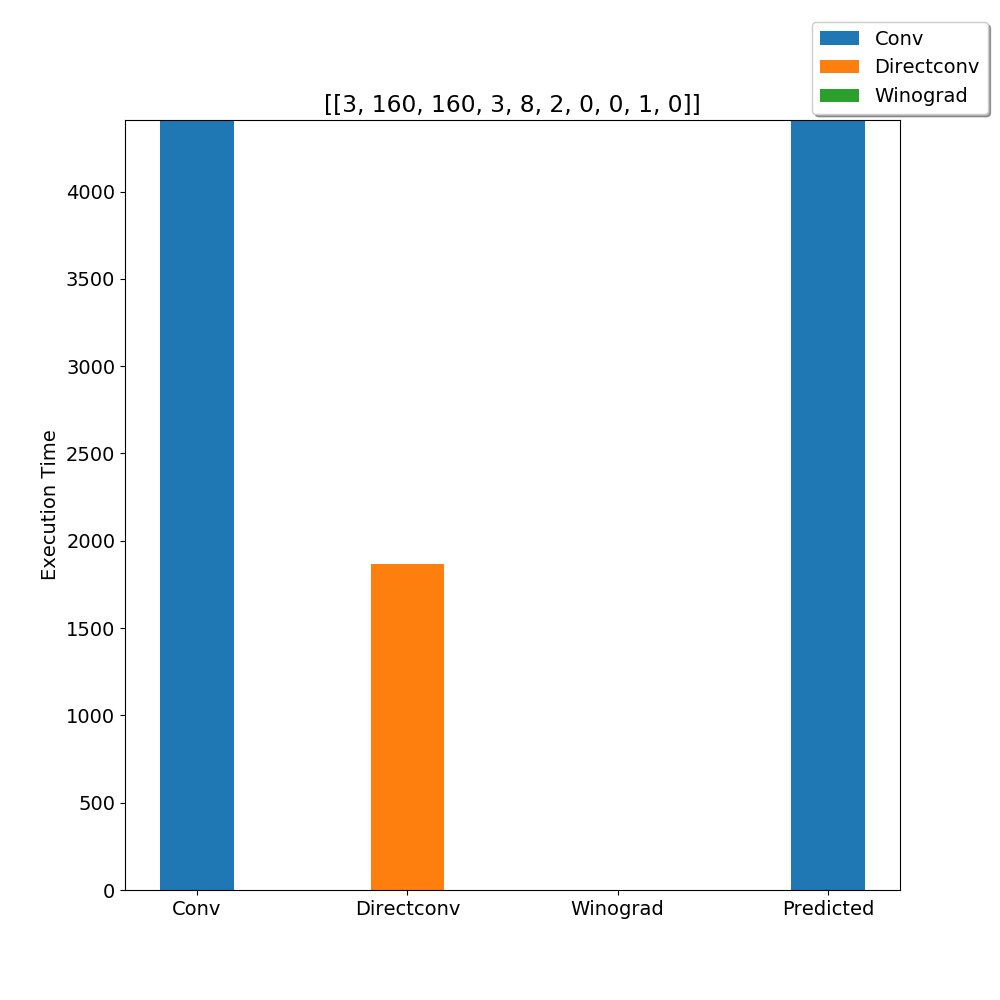 Conv
Directconv
Winograd
[[3, 160, 160, 3, 8, 2, 0, 0, 1, 0]]
Execution Time
4000
3500
3000
2500
2000
1500
1000
500
0
Conv Directconv Winograd Predicted